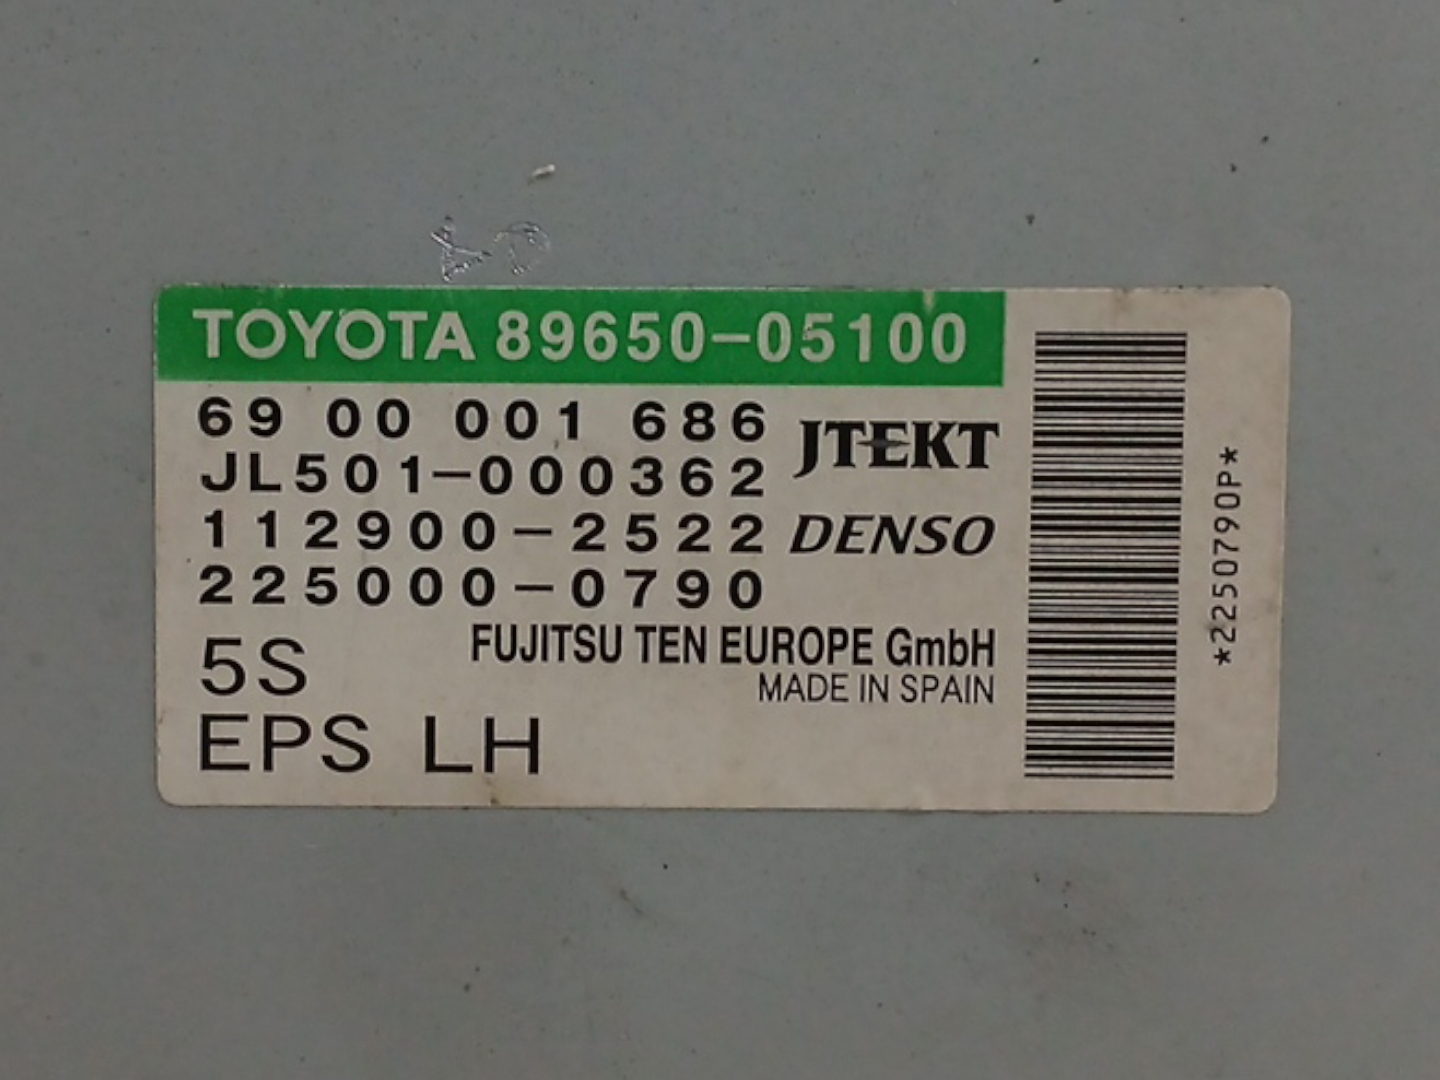 TOYOTA 89650-05100
69 00 001 686
JL501-000362
JTEKT
112900-2522
DENSO
225000-0790
FUJITSU TEN EUROPE GmbH
5S
MADE IN SPAIN
EPS LH
*2250790P*